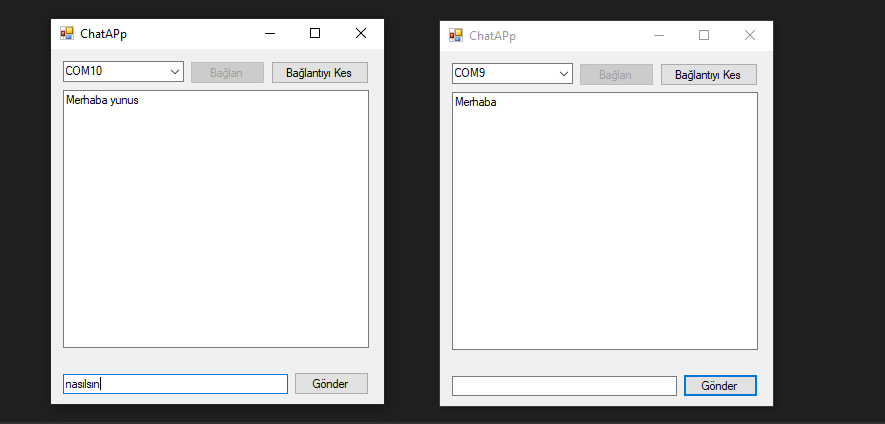 ChatAPp
COM10 Bağlan Bağlantıyı Kes
Merhaba yunus
nasılsın Gönder
ChatAPp
COM9 Bağlan Bağlantıyı Kes
Merhaba
Gönder